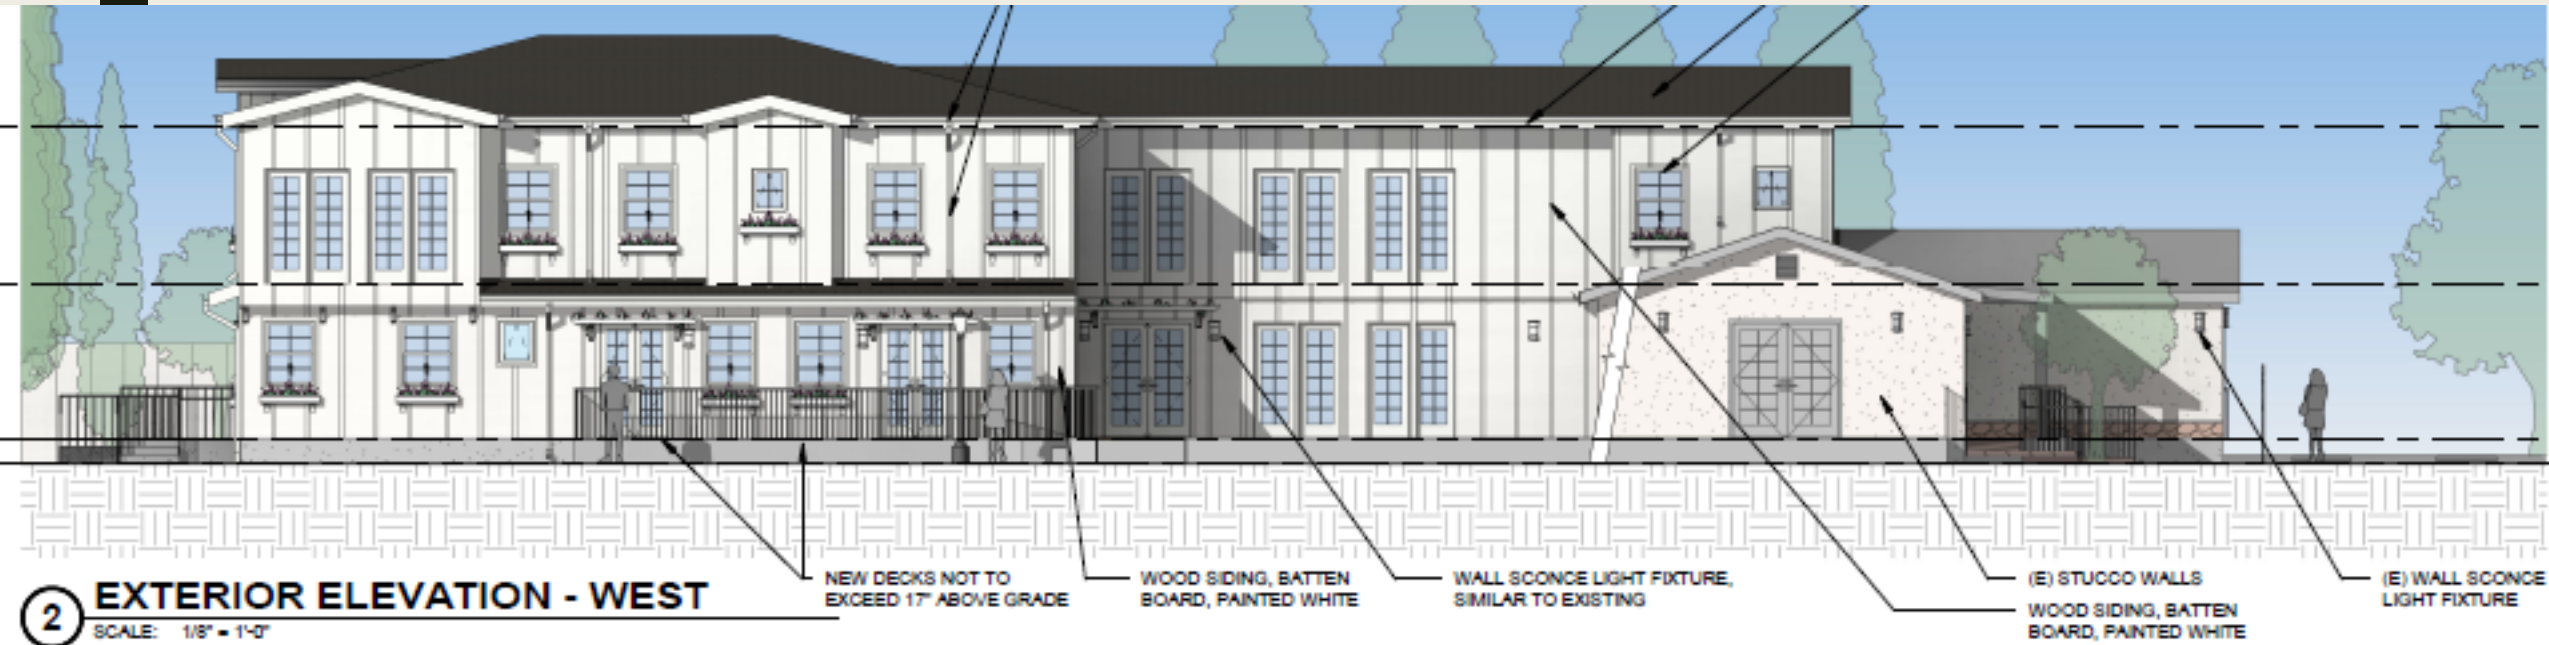 NEW DECKS NOT TO
EXCEED 17" ABOVE GRADE
WOOD SIDING, BATTEN
BOARD, PAINTED WHITE
WALL SCONCE LIGHT FIXTURE,
SIMILAR TO EXISTING
(E) STUCCO WALLS
WOOD SIDING, BATTEN
BOARD, PAINTED WHITE
(E) WALL SCONCE
LIGHT FIXTURE
2
EXTERIOR ELEVATION - WEST
SCALE: 1/8" = 1'-0"